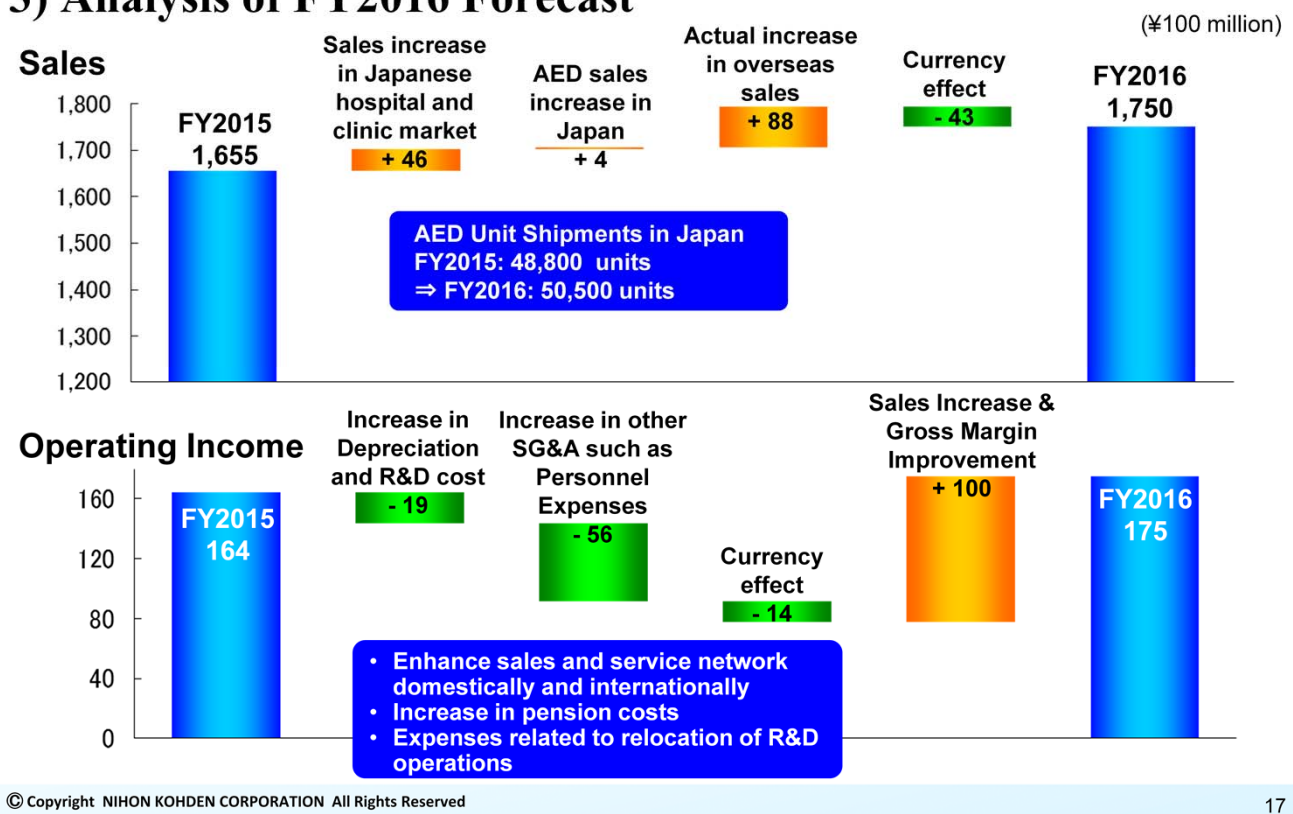 3) Analysis of FY2016 Forecast
(¥100 million)
Sales
1,800
1,700
1,600
1,500
1,400
1,300
1,200
FY2015
1,655
Sales increase
in Japanese
hospital and
clinic market
+ 46
AED sales
increase in
Japan
+ 4
Actual increase
in overseas
sales
+ 88
Currency
effect
- 43
FY2016
1,750
AED Unit Shipments in Japan
FY2015: 48,800 units
⇒ FY2016: 50,500 units
Operating Income
160
120
80
40
0
FY2015
164
Increase in
Depreciation
and R&D cost
- 19
Increase in other
SG&A such as
Personnel
Expenses
- 56
Currency
effect
- 14
Sales Increase &
Gross Margin
Improvement
+ 100
FY2016
175
• Enhance sales and service network
domestically and internationally
• Increase in pension costs
• Expenses related to relocation of R&D
operations
© Copyright NIHON KOHDEN CORPORATION All Rights Reserved
17